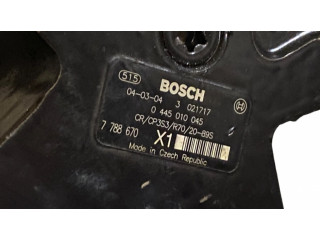 515
BOSCH
04-03-04 3 021717
0 445 010 045
CR/CP3S3/R70/20-89S
7 788 670 X1
Made in Czech Republic